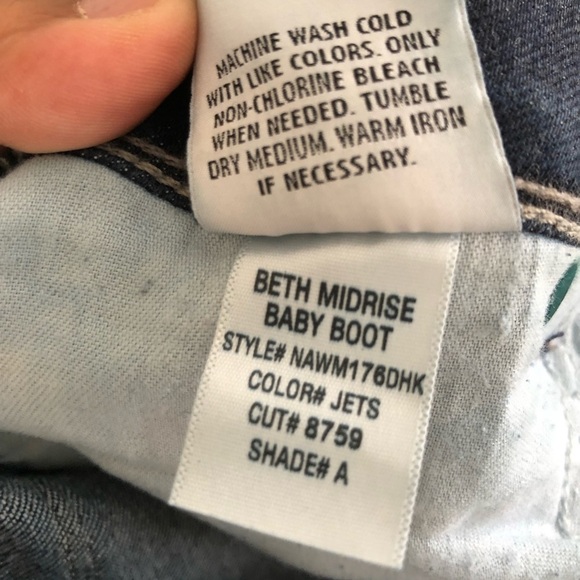 MACHINE WASH COLD
WITH LIKE COLORS. ONLY
NON-CHLORINE BLEACH
WHEN NEEDED. TUMBLE
DRY MEDIUM. WARM IRON
IF NECESSARY.
BETH MIDRISE
BABY BOOT
STYLE# NAWM176DHK
COLOR# JETS
CUT# 8759
SHADE# A